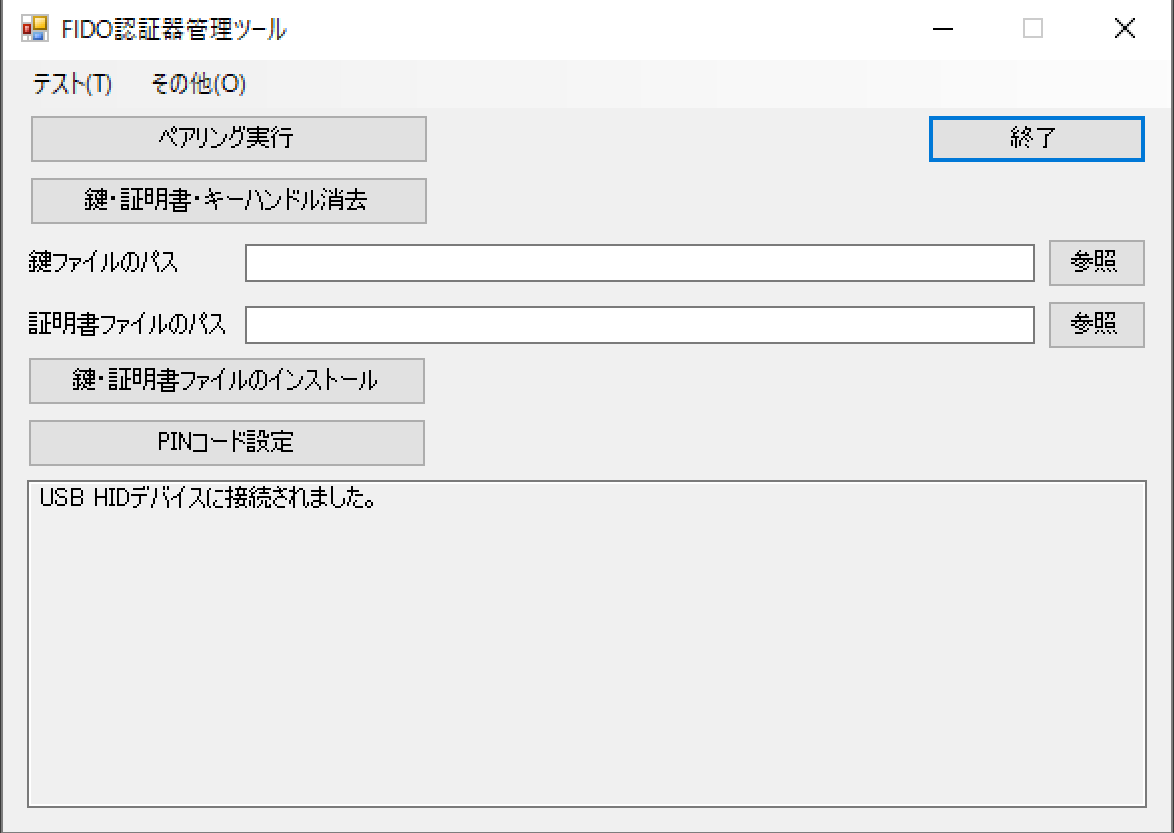 FIDO認証器管理ツール
テスト(T) その他(O)
ペアリング実行 終了
鍵・証明書・キーハンドル消去
鍵ファイルのパス 参照
証明書ファイルのパス 参照
鍵・証明書ファイルのインストール
PINコード設定
USB HIDデバイスに接続されました。